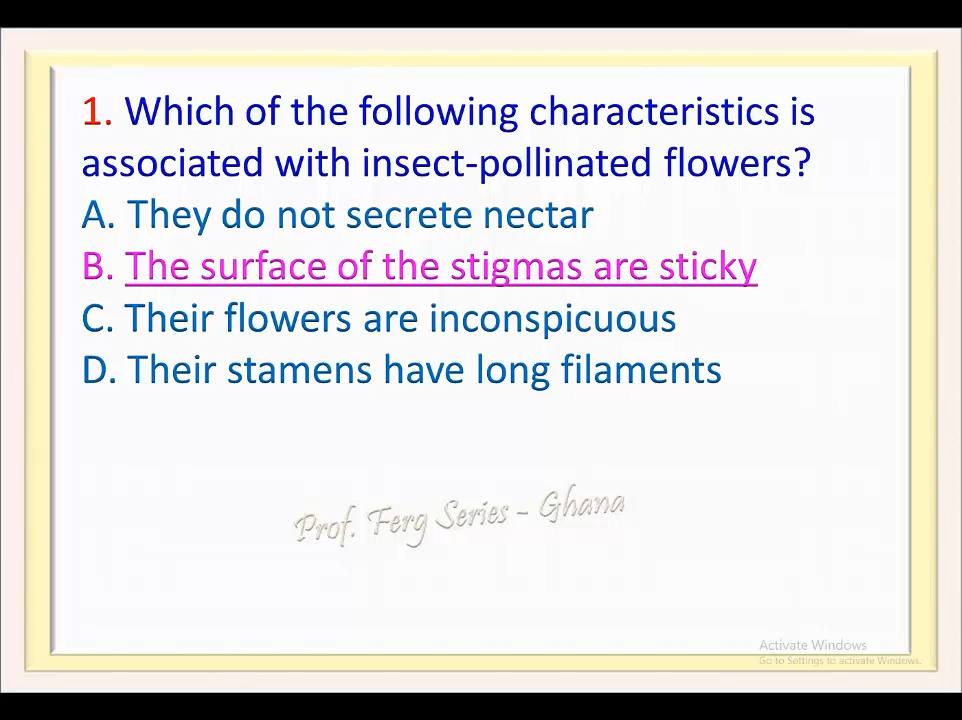 1. Which of the following characteristics is
associated with insect-pollinated flowers?
A. They do not secrete nectar
B. The surface of the stigmas are sticky
C. Their flowers are inconspicuous
D. Their stamens have long filaments
Prof. Ferg Series - Ghana
Activate Windows
Go to Settings to activate Windows.